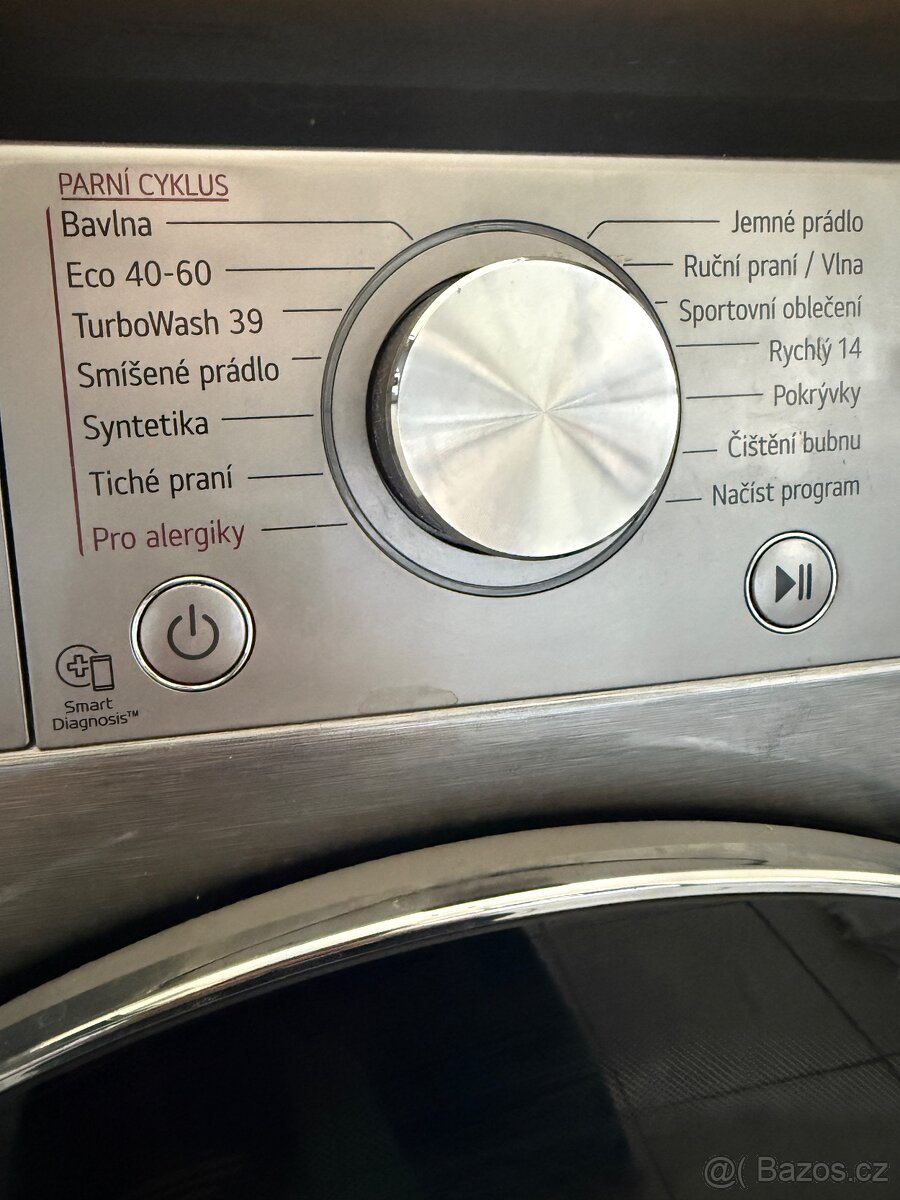 PARNÍ CYKLUS
Bavlna
Eco 40-60
TurboWash 39
Smíšené prádlo
Syntetika
Tiché praní
Pro alergiky
Jemné prádlo
Ruční praní / Vlna
Sportovní oblečení
Rychlý 14
Pokrývky
Čištění bubnu
Načíst program
Smart
Diagnosis™
@( Bazos.cz